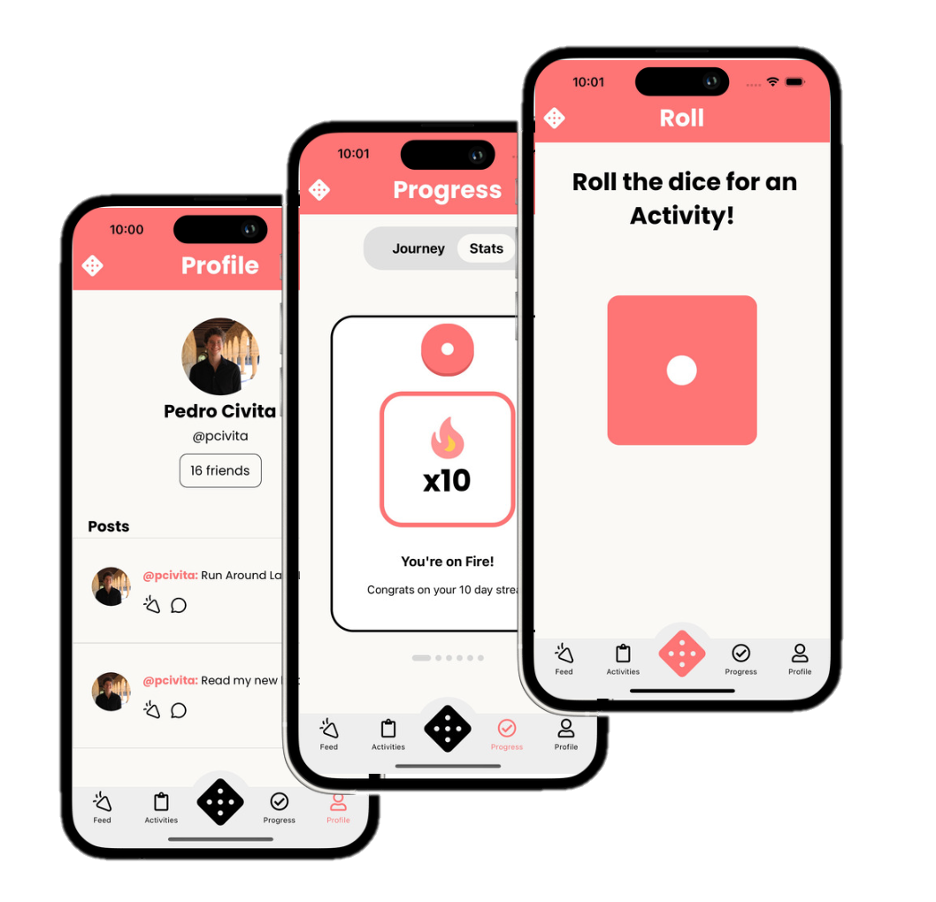 10:00
Profile
Pedro Civita
@pcivita
16 friends
Posts
@pcivita: Run Around
@pcivita: Read my new
Feed
Activities
Progress
Profile
10:01
Progress
Journey
Stats
x10
You're on Fire!
Congrats on your 10 day
Feed
Activities
Progress
Profile
10:01
Roll
Roll the dice for an
Activity!
Feed
Activities
Progress
Profile